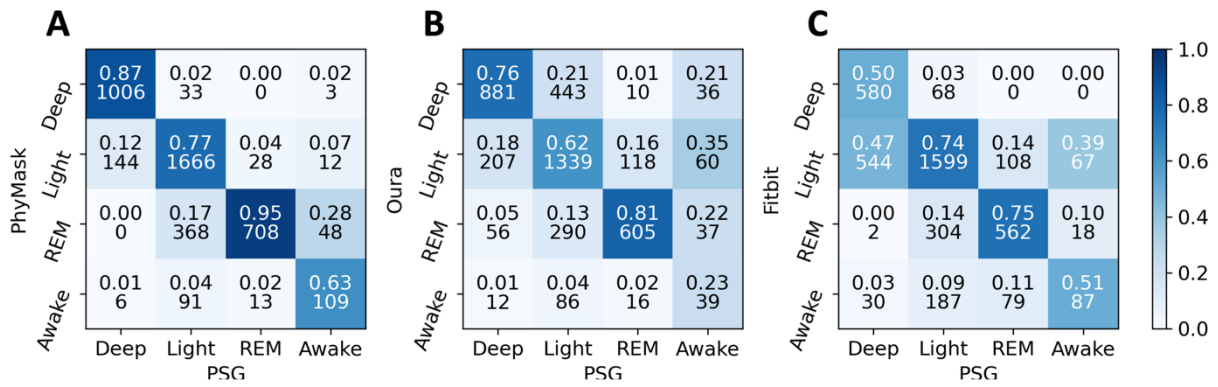 A
B
C
0.87 0.02 0.00 0.02
1006 33 0 3
0.12 0.77 0.04 0.07
144 1666 28 12
0.00 0.17 0.95 0.28
0 368 708 48
0.01 0.04 0.02 0.63
6 91 13 109
Deep
Light
REM
Awake
PhyMask
Deep Light REM Awake
PSG
0.76 0.21 0.01 0.21
881 443 10 36
0.18 0.62 0.16 0.35
207 1339 118 60
0.05 0.13 0.81 0.22
56 290 605 37
0.01 0.04 0.02 0.23
12 86 16 39
Deep
Light
REM
Awake
Oura
Deep Light REM Awake
PSG
0.50 0.03 0.00 0.00
580 68 0 0
0.47 0.74 0.14 0.39
544 1599 108 67
0.00 0.14 0.75 0.10
2 304 562 18
0.03 0.09 0.11 0.51
30 187 79 87
Deep
Light
REM
Awake
Fitbit
Deep Light REM Awake
PSG
1.0
0.8
0.6
0.4
0.2
0.0